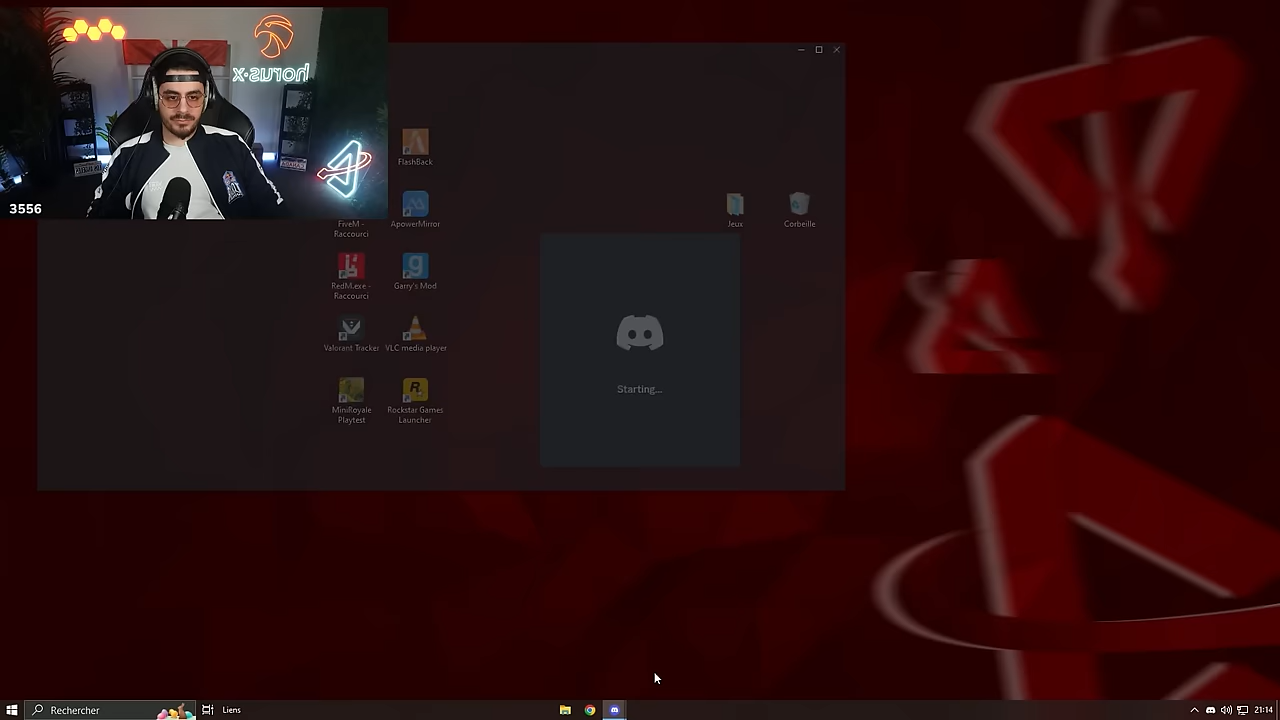 horus-x
3556
FlashBack
FiveM -
Raccourci
ApowerMirror
Jeux
Corbeille
RedM.exe -
Raccourci
Garry's Mod
Valorant Tracker
VLC media player
MiniRoyale
Playtest
Rockstar Games
Launcher
Starting...
Rechercher
Liens
21:14